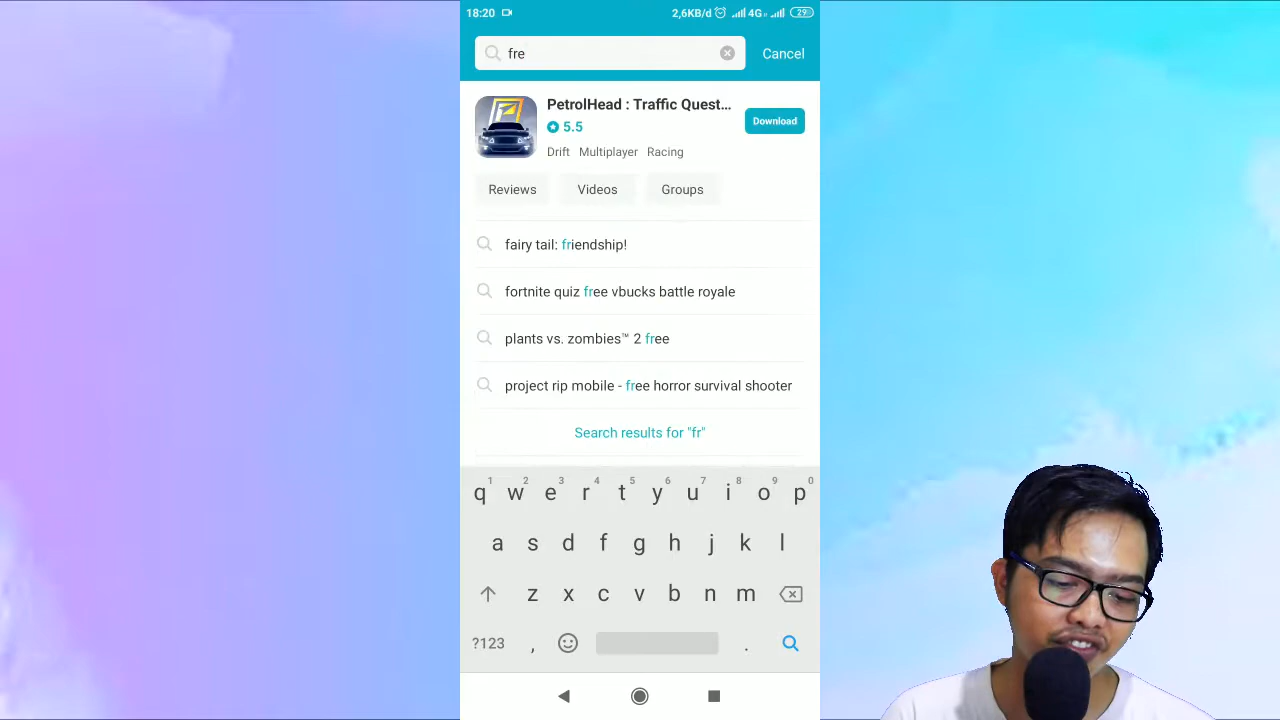 18:20 2,6KB/d 4G 29
fre Cancel
PetrolHead : Traffic Quest...
5.5
Download
Drift Multiplayer Racing
Reviews Videos Groups
fairy tail: friendship!
fortnite quiz free vbucks battle royale
plants vs. zombies™ 2 free
project rip mobile - free horror survival shooter
Search results for "fr"
1 2 3 4 5 6 7 8 9 0
q w e r t y u i o p
a s d f g h j k l
z x c v b n m
?123 , .